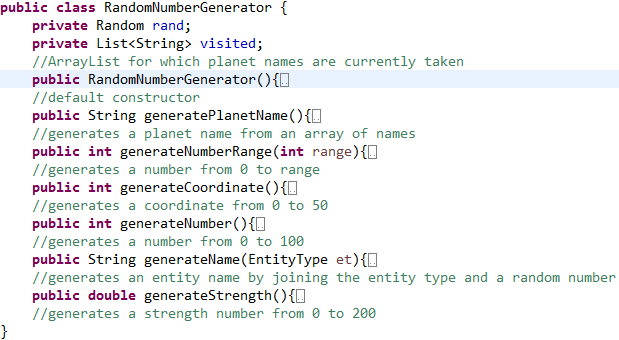 public class RandomNumberGenerator {
private Random rand;
private List<String> visited;
//ArrayList for which planet names are currently taken
public RandomNumberGenerator(){
//default constructor
public String generatePlanetName(){
//generates a planet name from an array of names
public int generateNumberRange(int range){
//generates a number from 0 to range
public int generateCoordinate(){
//generates a coordinate from 0 to 50
public int generateNumber(){
//generates a number from 0 to 100
public String generateName(EntityType et){
//generates an entity name by joining the entity type and a random number
public double generateStrength(){
//generates a strength number from 0 to 200
}